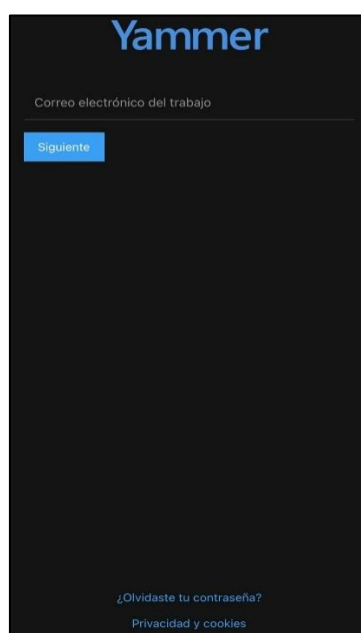 Yammer
Correo electrónico del trabajo
Siguiente
¿Olvidaste tu contraseña?
Privacidad y cookies